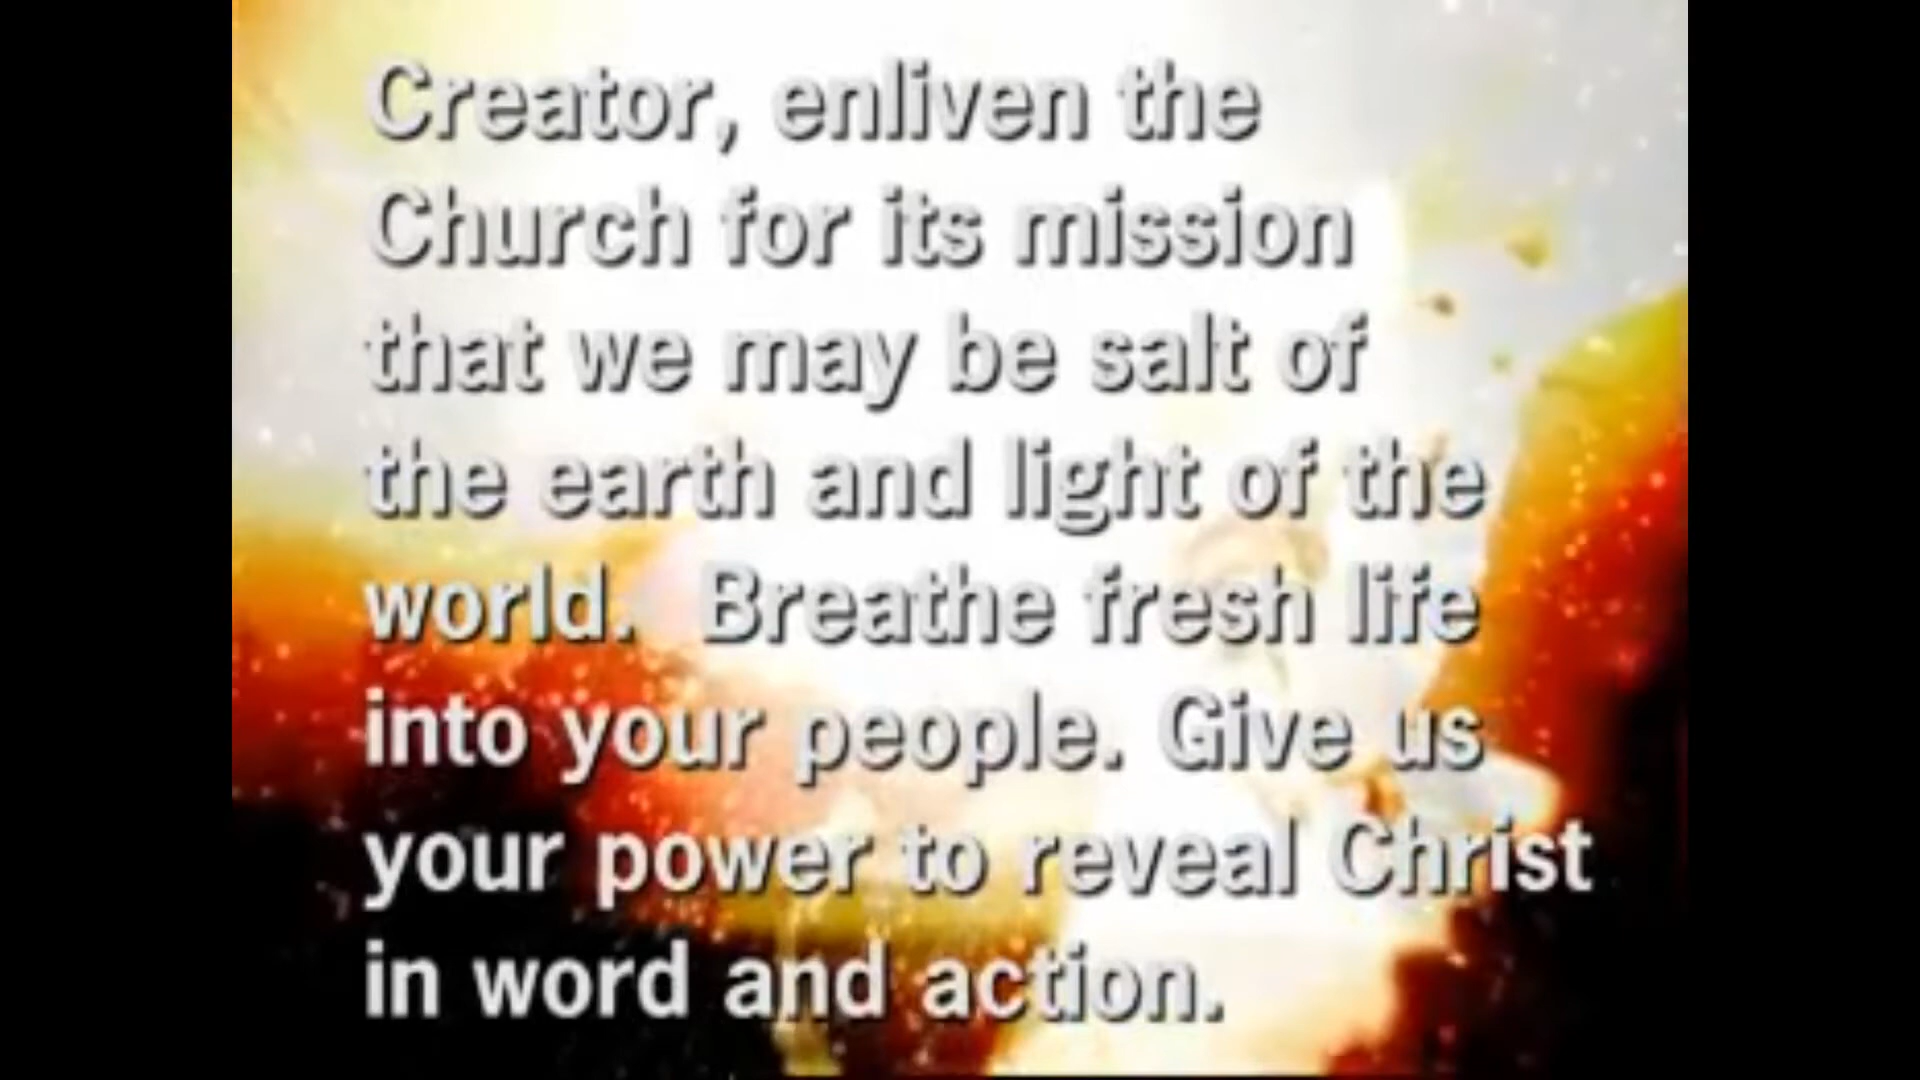 Creator, enliven the
Church for its mission
that we may be salt of
the earth and light of the
world.  Breathe fresh life
into your people. Give us
your power to reveal Christ
in word and action.